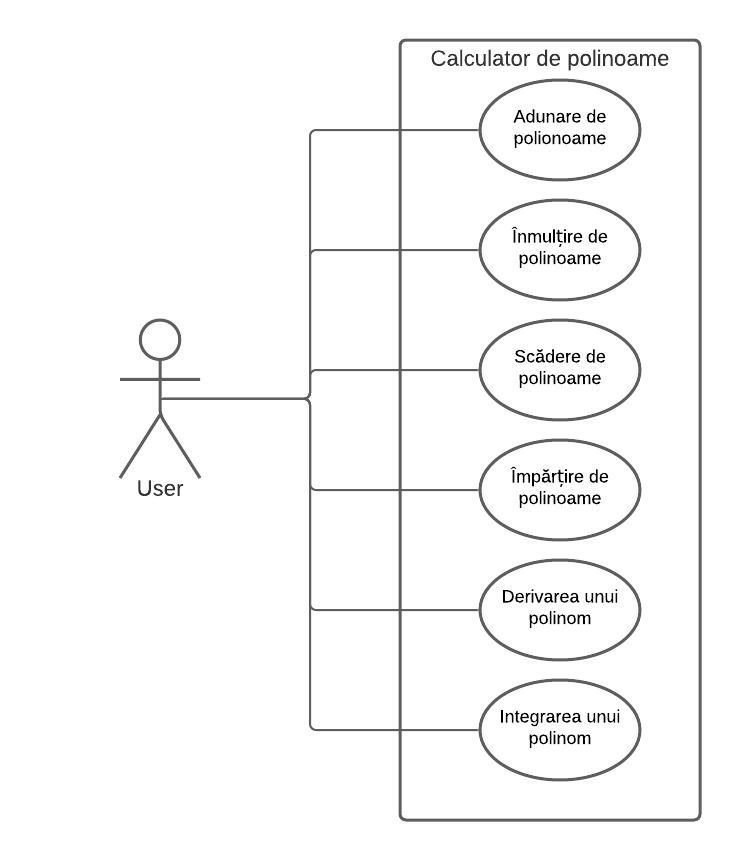 Calculator de polinoame
Adunare de
polionoame
Înmulțire de
polinoame
Scădere de
polinoame
Împărțire de
polinoame
Derivarea unui
polinom
Integrarea unui
polinom
User